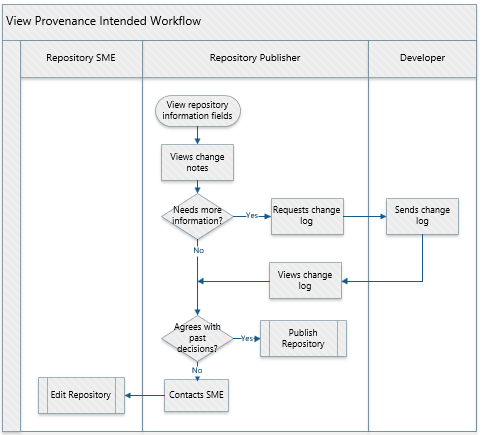 View Provenance Intended Workflow
Repository SME
Repository Publisher
Developer
View repository
information fields
Views change
notes
Needs more
information?
Yes
Requests change
log
Sends change
log
No
Views change
log
Agrees with
past
decisions?
Yes
Publish
Repository
No
Contacts SME
Edit Repository